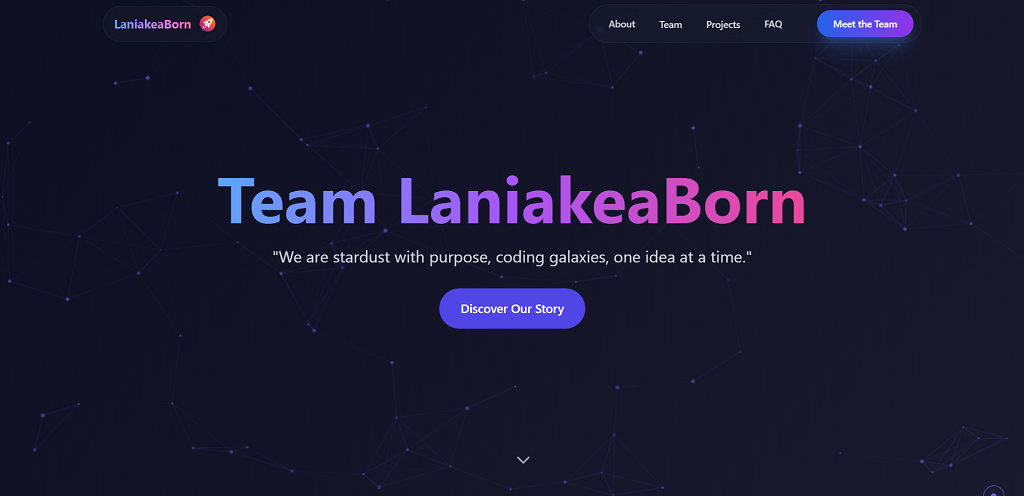 LaniakeaBorn
About
Team
Projects
FAQ
Meet the Team
Team LaniakeaBorn
"We are stardust with purpose, coding galaxies, one idea at a time."
Discover Our Story